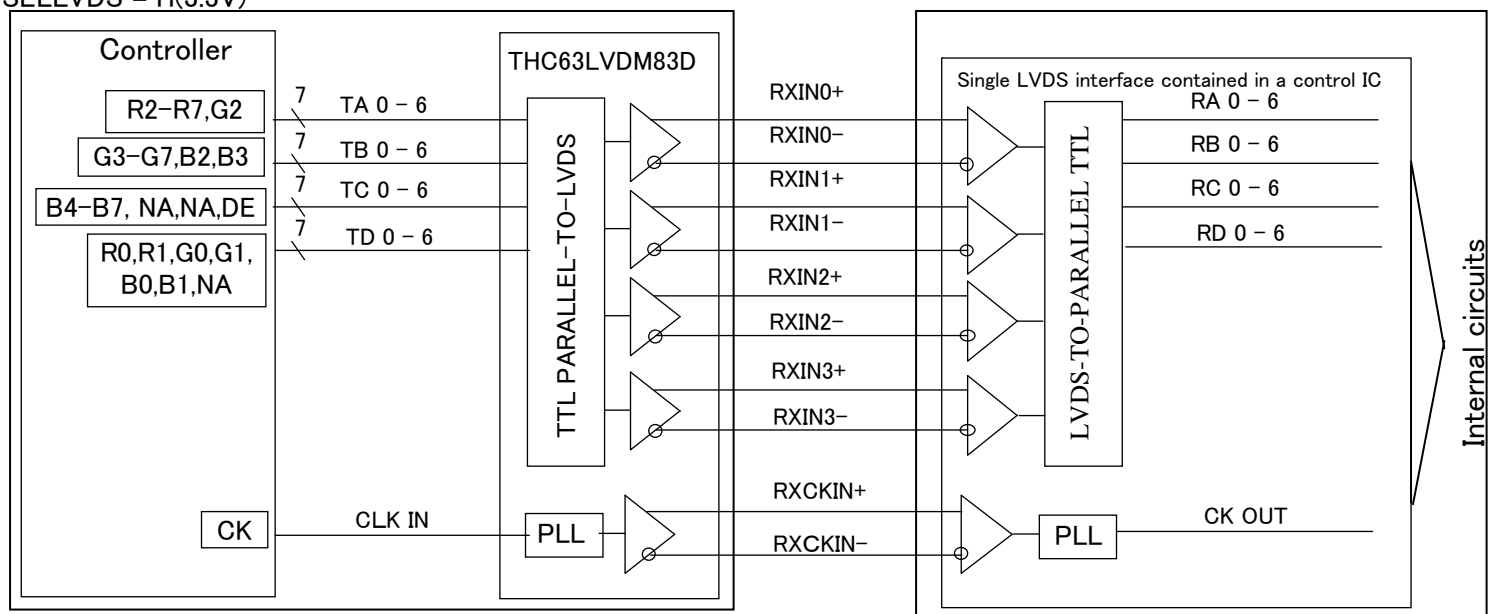 SELLVDS = H(3.3V)
Controller
THC63LVDM83D
Single LVDS interface contained in a control IC
R2-R7,G2
7
TA 0 - 6
G3-G7,B2,B3
7
TB 0 - 6
B4-B7, NA,NA,DE
7
TC 0 - 6
R0,R1,G0,G1,
B0,B1,NA
7
TD 0 - 6
CK
CLK IN
TTL PARALLEL-TO-LVDS
PLL
RXIN0+
RXIN0-
RXIN1+
RXIN1-
RXIN2+
RXIN2-
RXIN3+
RXIN3-
RXCKIN+
RXCKIN-
LVDS-TO-PARALLEL TTL
PLL
RA 0 - 6
RB 0 - 6
RC 0 - 6
RD 0 - 6
CK OUT
Internal circuits